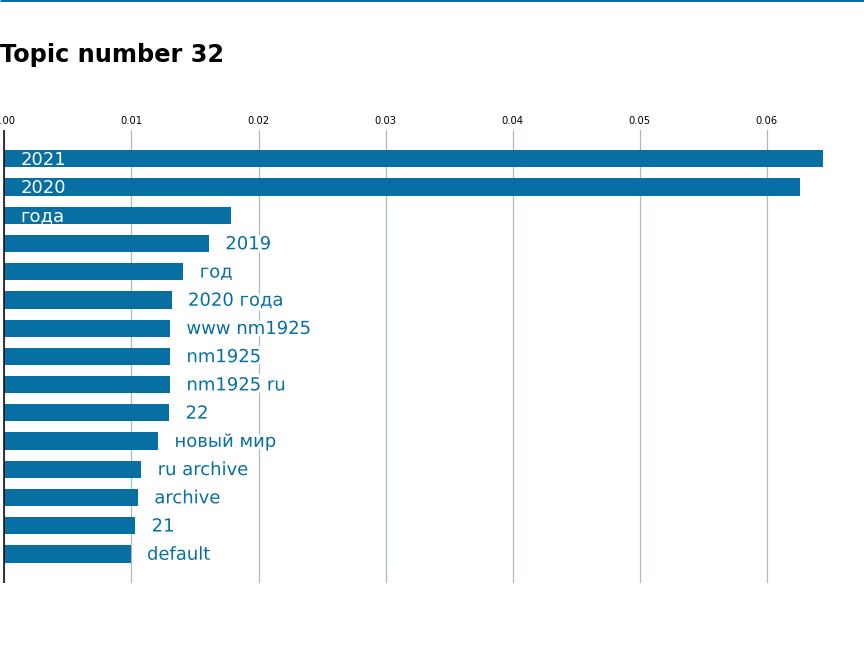 Topic number 32
.00 0.01 0.02 0.03 0.04 0.05 0.06
2021
2020
года
2019
год
2020 года
www nm1925
nm1925
nm1925 ru
22
новый мир
ru archive
archive
21
default